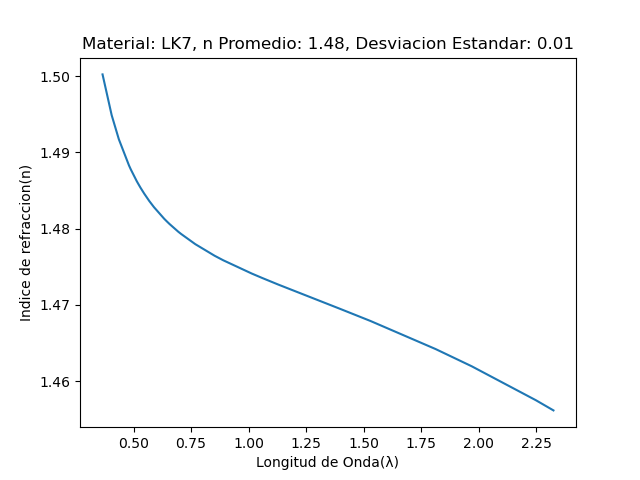 Material: LK7, n Promedio: 1.48, Desviacion Estandar: 0.01
Indice de refraccion(n)
1.50
1.49
1.48
1.47
1.46
0.50 0.75 1.00 1.25 1.50 1.75 2.00 2.25
Longitud de Onda(λ)